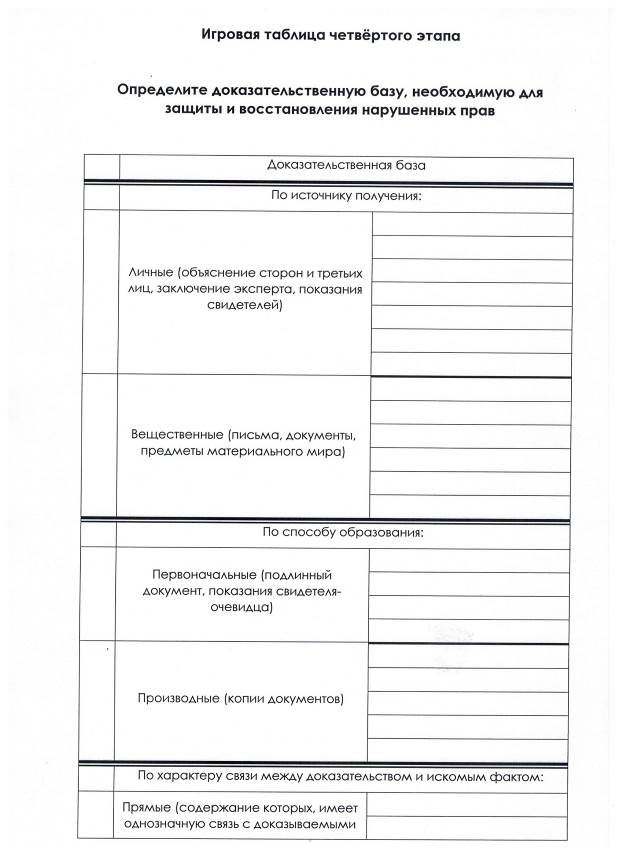 Игровая таблица четвёртого этапа
Определите доказательственную базу, необходимую для
защиты и восстановления нарушенных прав
Доказательственная база
По источнику получения:
Личные (объяснение сторон и третьих
лиц, заключение эксперта, показания
свидетелей)
Вещественные (письма, документы,
предметы материального мира)
По способу образования:
Первоначальные (подлинный
документ, показания свидетеля-
очевидца)
Производные (копии документов)
По характеру связи между доказательством и искомым фактом:
Прямые (содержание которых, имеет
однозначную связь с доказываемыми